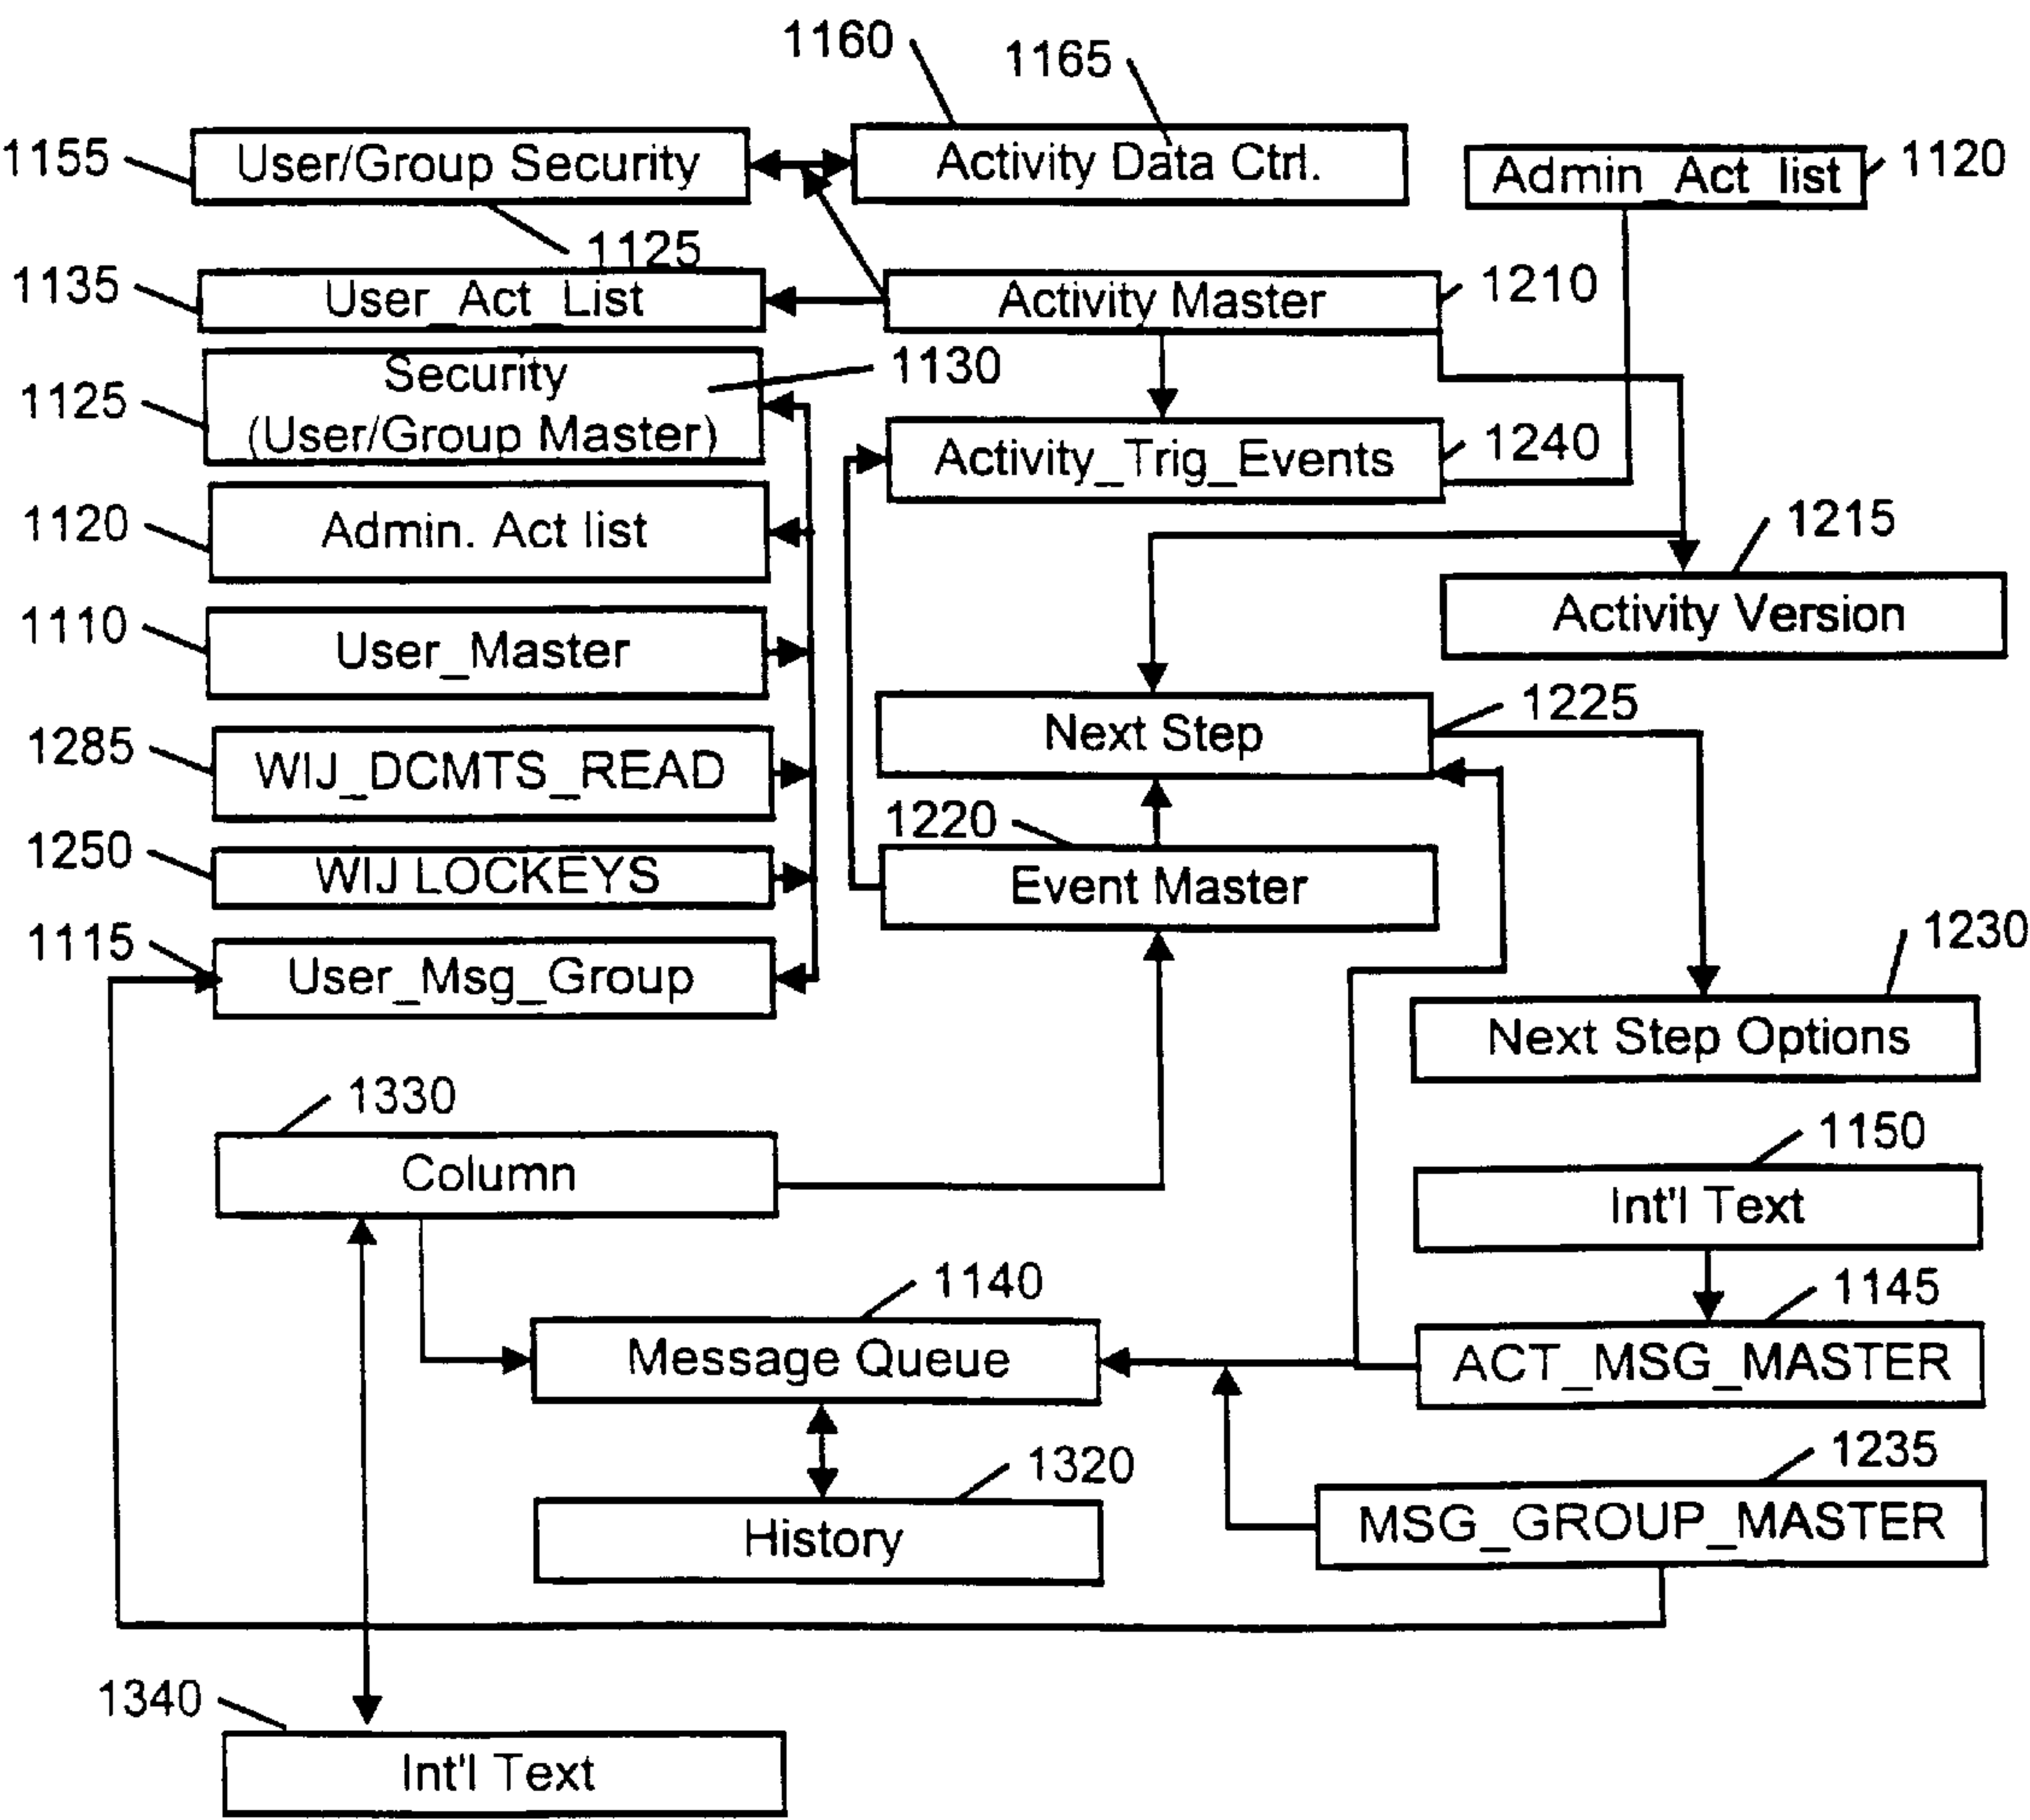 1160
1165
1155
User/Group Security
Activity Data Ctrl.
Admin_Act_list
1120
1125
1135
User_Act_List
Activity Master
1210
Security
(User/Group Master)
1130
1125
Activity_Trig_Events
1240
1120
Admin. Act list
1215
Activity Version
1110
User_Master
Next Step
1225
1285
WIJ_DCMTS_READ
1220
Event Master
1250
WIJ LOCKEYS
1115
User_Msg_Group
1230
Next Step Options
1330
Column
1150
Int'l Text
1140
Message Queue
1145
ACT_MSG_MASTER
1320
History
1235
MSG_GROUP_MASTER
1340
Int'l Text